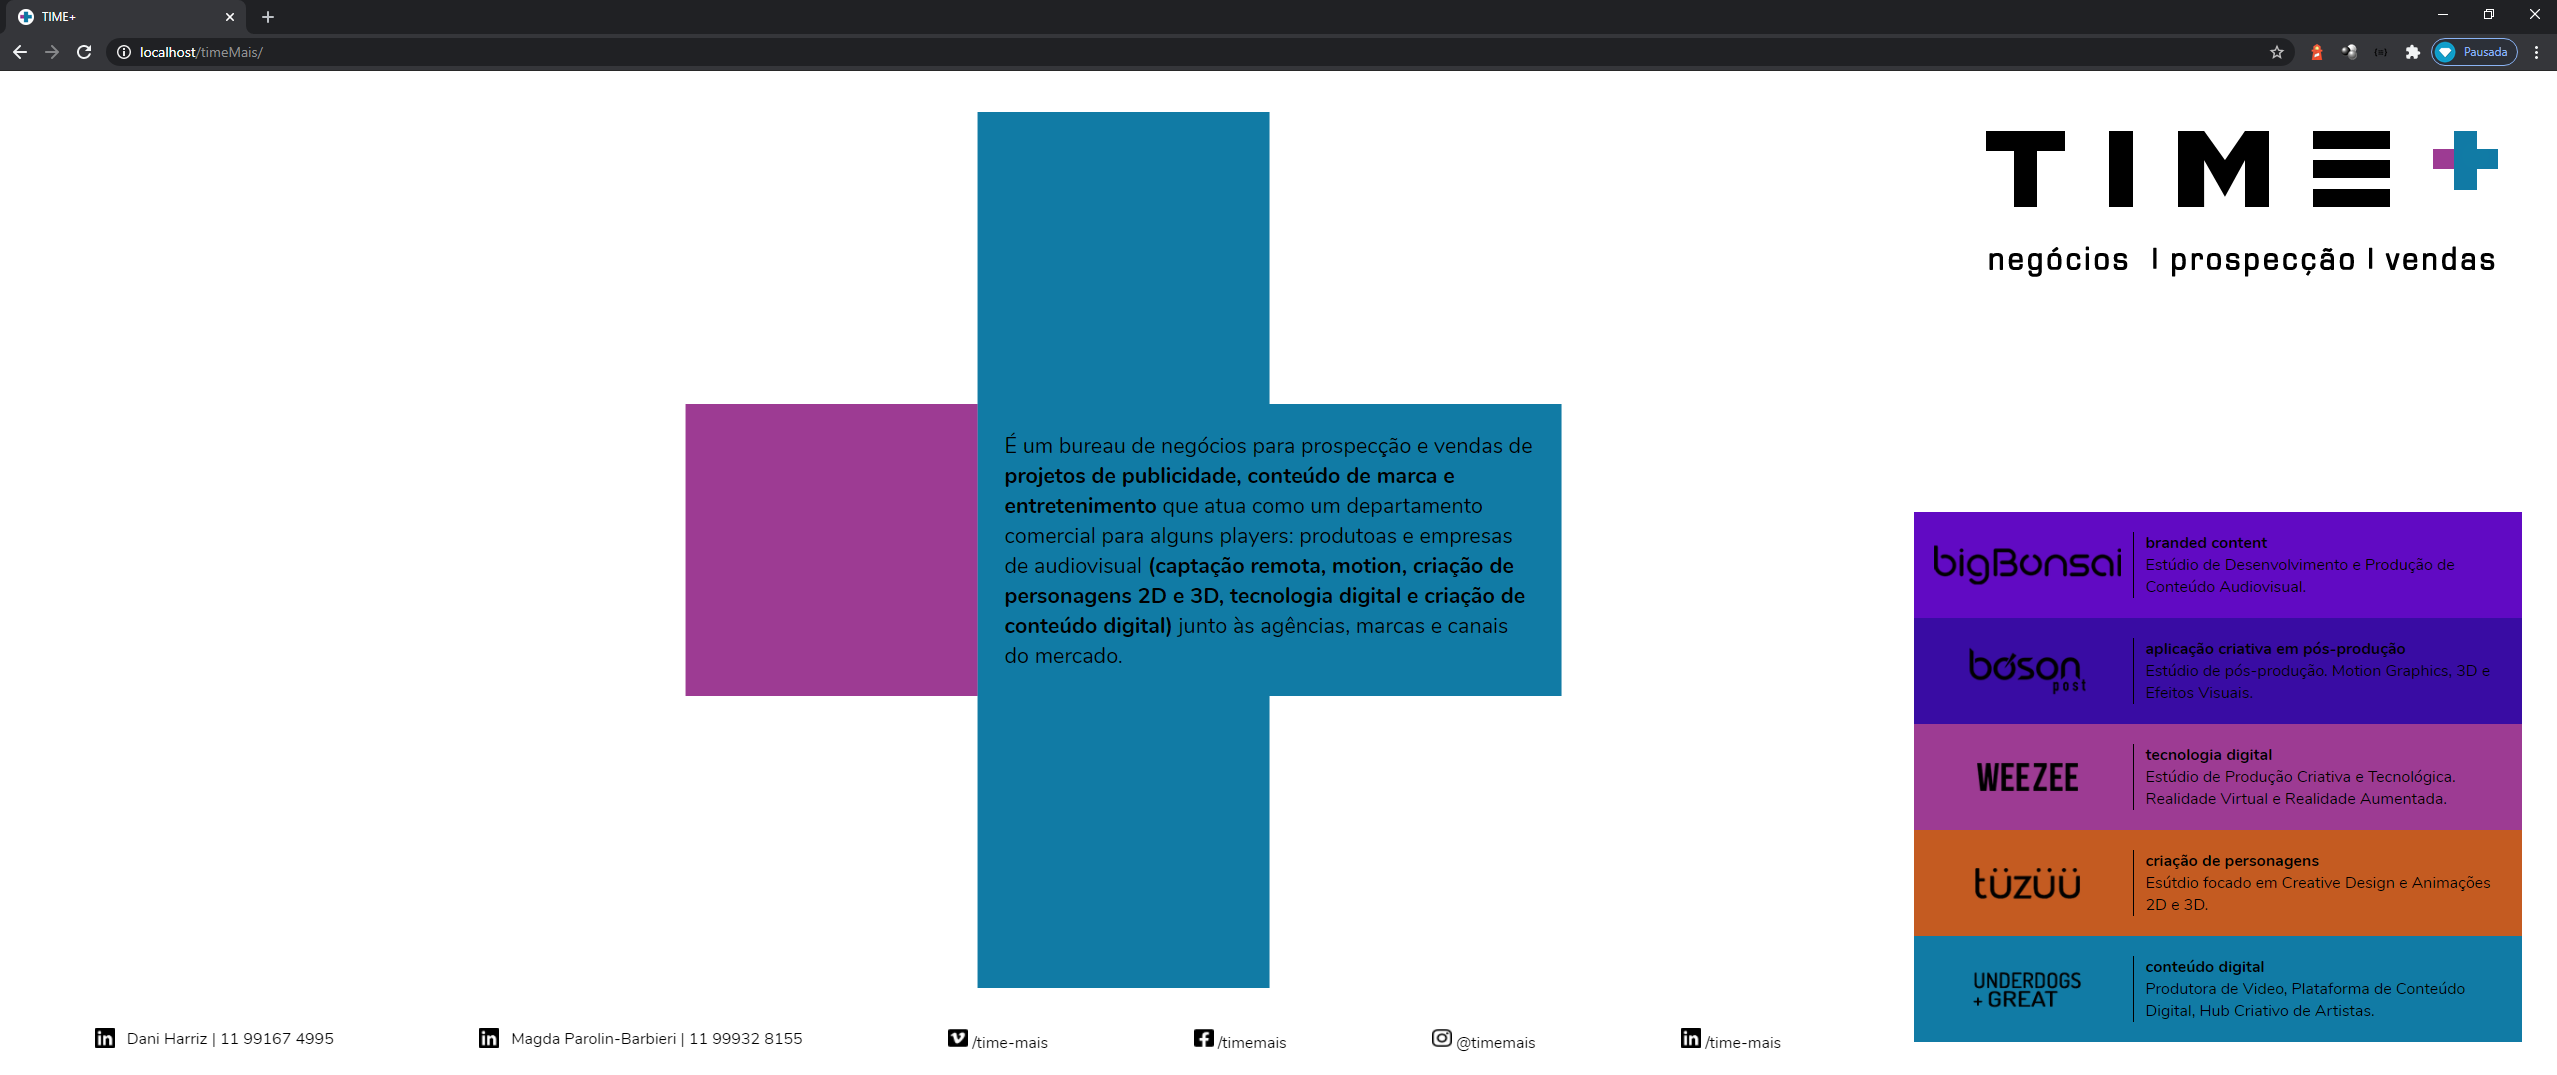 TIME+
localhost/timeMais/
Pausada
TIME+
negócios | prospecção | vendas
É um bureau de negócios para prospecção e vendas de
projetos de publicidade, conteúdo de marca e
entretenimento que atua como um departamento
comercial para alguns players: produtoas e empresas
de audiovisual (captação remota, motion, criação de
personagens 2D e 3D, tecnologia digital e criação de
conteúdo digital) junto às agências, marcas e canais
do mercado.
bigBonsai
branded content
Estúdio de Desenvolvimento e Produção de
Conteúdo Audiovisual.
bóson
post
aplicação criativa em pós-produção
Estúdio de pós-produção. Motion Graphics, 3D e
Efeitos Visuais.
WEEZEE
tecnologia digital
Estúdio de Produção Criativa e Tecnológica.
Realidade Virtual e Realidade Aumentada.
tüzüü
criação de personagens
Esútdio focado em Creative Design e Animações
2D e 3D.
UNDERDOGS
+ GREAT
conteúdo digital
Produtora de Video, Plataforma de Conteúdo
Digital, Hub Criativo de Artistas.
Dani Harriz | 11 99167 4995
Magda Parolin-Barbieri | 11 99932 8155
/time-mais
/timemais
@timemais
/time-mais